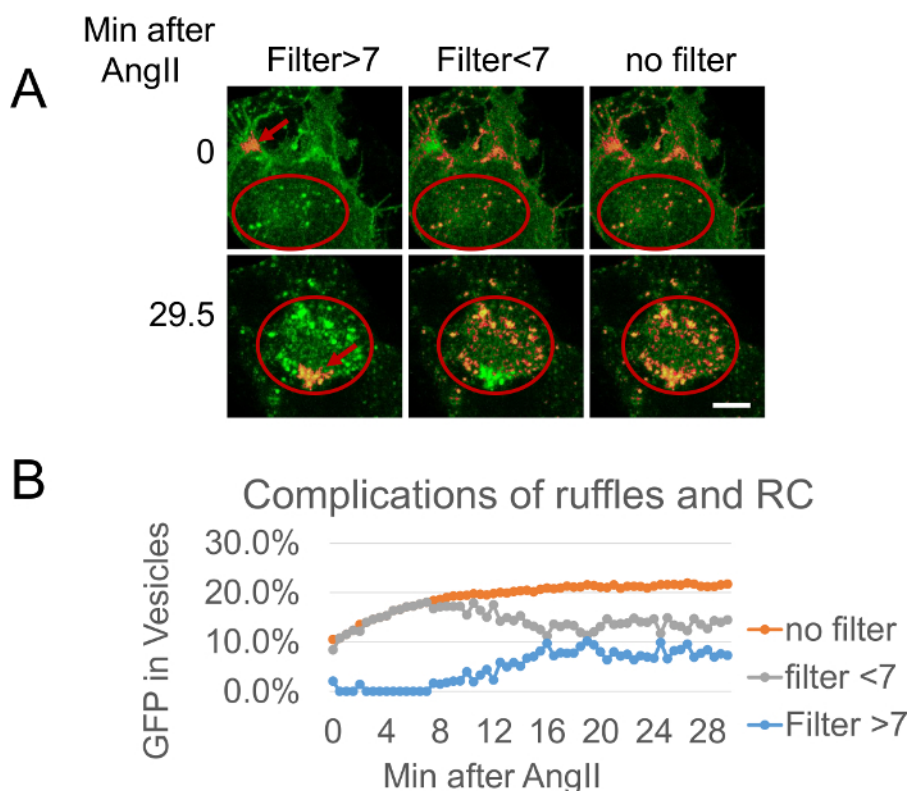 Min after
AngII
Filter>7
Filter<7
no filter
A
0
29.5
B
Complications of ruffles and RC
GFP in Vesicles
30.0%
20.0%
10.0%
0.0%
no filter
filter <7
Filter >7
0 4 8 12 16 20 24 28
Min after AngII